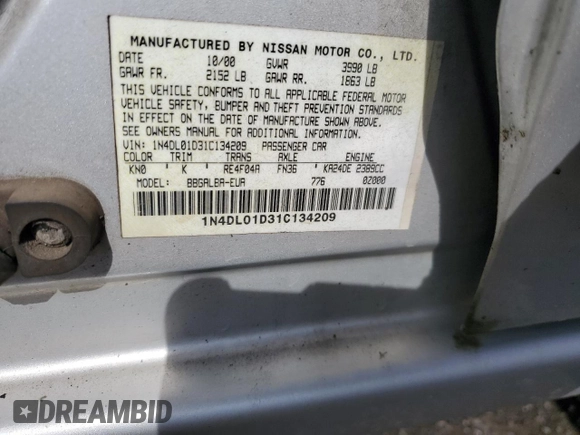 MANUFACTURED BY NISSAN MOTOR CO., LTD.
DATE 10/00 GVWR 3590 LB
GAWR FR. 2152 LB GAWR RR. 1663 LB
THIS VEHICLE CONFORMS TO ALL APPLICABLE FEDERAL MOTOR
VEHICLE SAFETY, BUMPER AND THEFT PREVENTION STANDARDS
IN EFFECT ON THE DATE OF MANUFACTURE SHOWN ABOVE.
SEE OWNERS MANUAL FOR ADDITIONAL INFORMATION.
VIN: 1N4DL01D31C134209 PASSENGER CAR
COLOR TRIM TRANS AXLE ENGINE
KN0 K RE4F04A FN36 KA24DE 2389CC
MODEL: BBGALBA-EUA 776 0Z000
1N4DL01D31C134209
DREAMBID